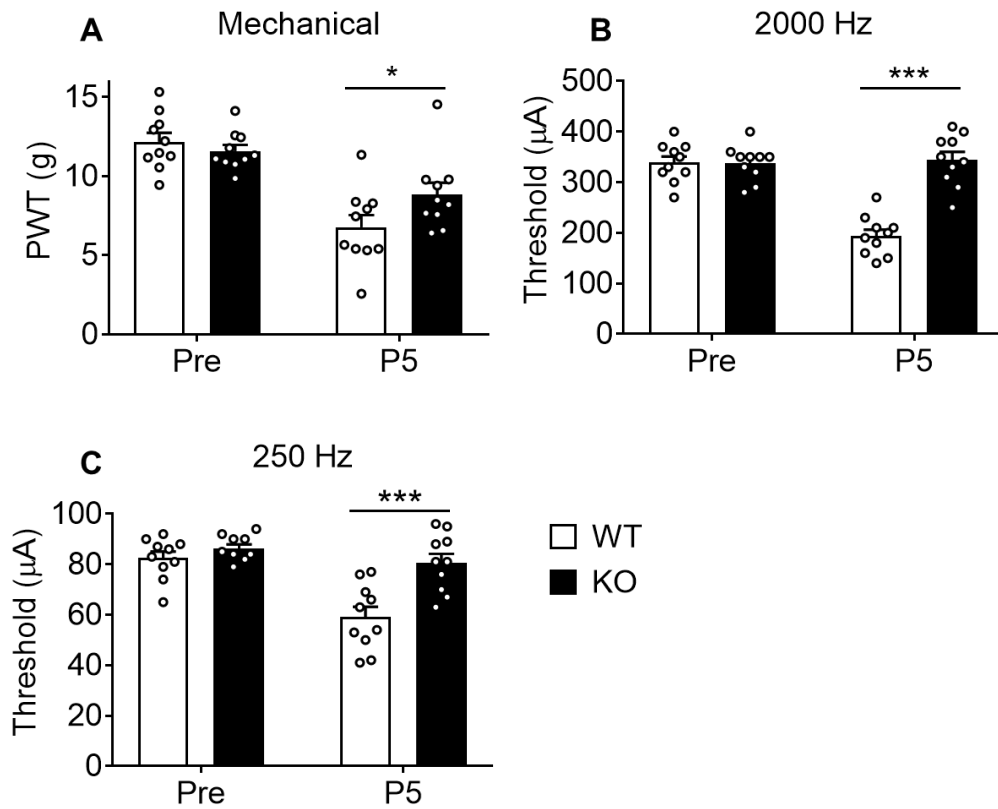 A Mechanical
*
PWT (g)
15
10
5
0
Pre P5
B 2000 Hz
***
Threshold (μA)
500
400
300
200
100
0
Pre P5
C 250 Hz
***
Threshold (μA)
100
80
60
40
20
0
Pre P5
WT
KO